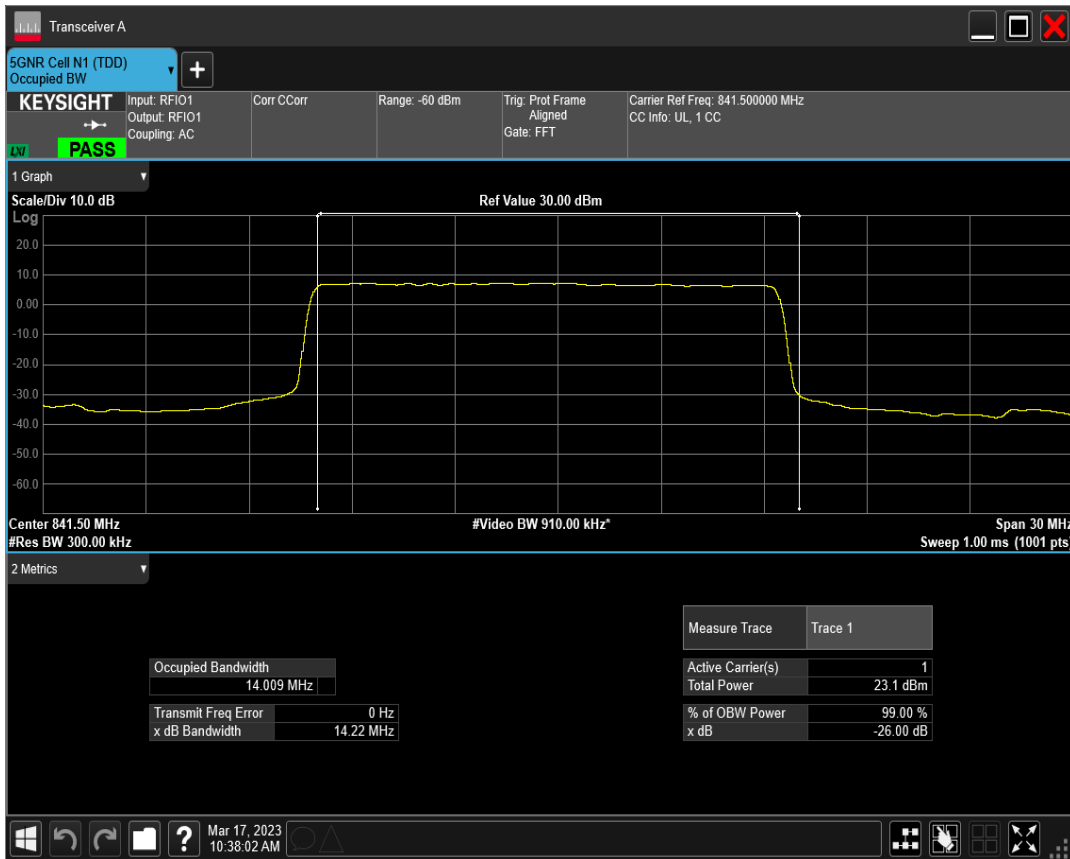 Transceiver A
5GNR Cell N1 (TDD)
Occupied BW
+
KEYSIGHT
LXI
PASS
Input: RFIO1
Output: RFIO1
Coupling: AC
Corr CCorr
Range: -60 dBm
Trig: Prot Frame
Aligned
Gate: FFT
Carrier Ref Freq: 841.500000 MHz
CC Info: UL, 1 CC
1 Graph
Scale/Div 10.0 dB
Ref Value 30.00 dBm
Log
20.0
10.0
0.00
-10.0
-20.0
-30.0
-40.0
-50.0
-60.0
Center 841.50 MHz
#Video BW 910.00 kHz*
Span 30 MHz
#Res BW 300.00 kHz
Sweep 1.00 ms (1001 pts)
2 Metrics
Measure Trace Trace 1
Occupied Bandwidth
14.009 MHz
Active Carrier(s) 1
Total Power 23.1 dBm
Transmit Freq Error 0 Hz
x dB Bandwidth 14.22 MHz
% of OBW Power 99.00 %
x dB -26.00 dB
?
Mar 17, 2023
10:38:02 AM